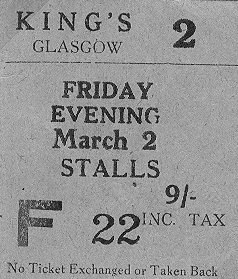 KING'S 2
GLASGOW
FRIDAY
EVENING
March 2
STALLS
9/-
F 22 INC. TAX
No Ticket Exchanged or Taken Back